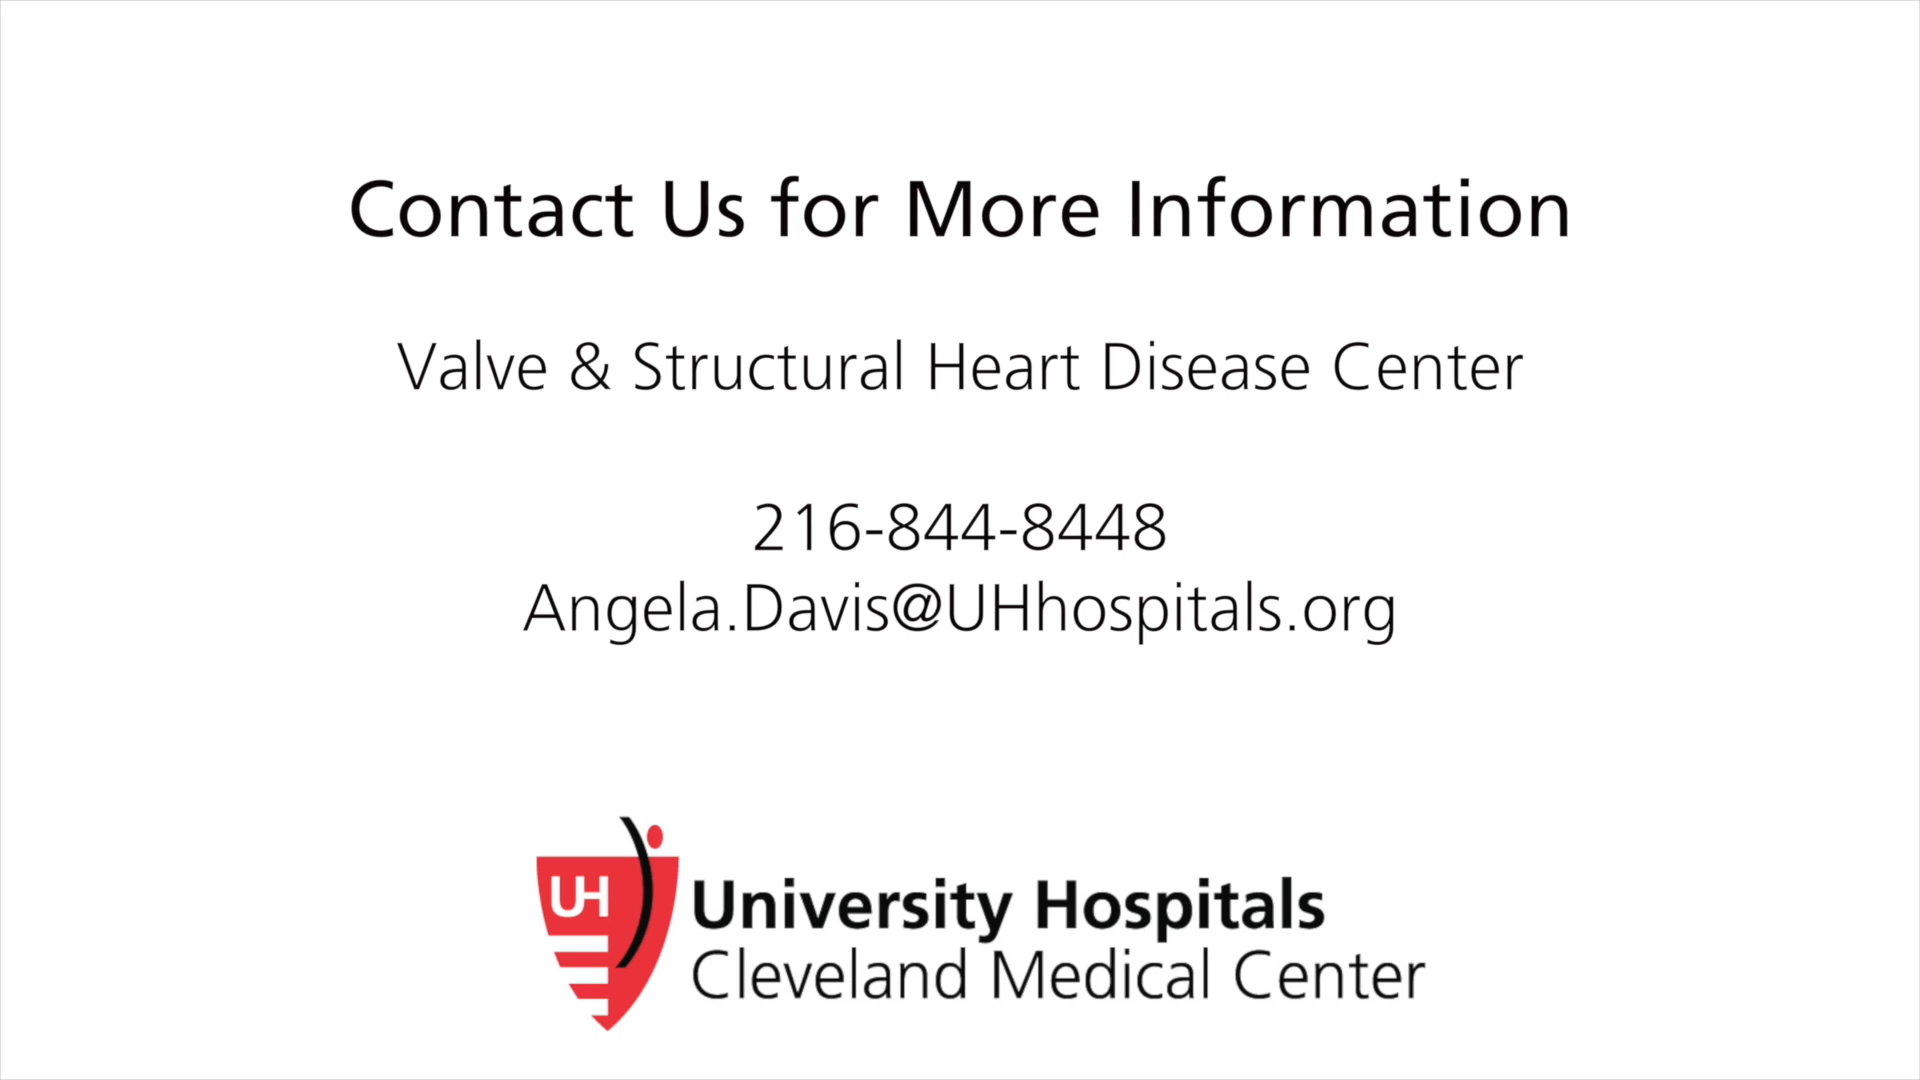 Contact Us for More Information
Valve & Structural Heart Disease Center
216-844-8448
Angela.Davis@UHhospitals.org
UH
University Hospitals
Cleveland Medical Center